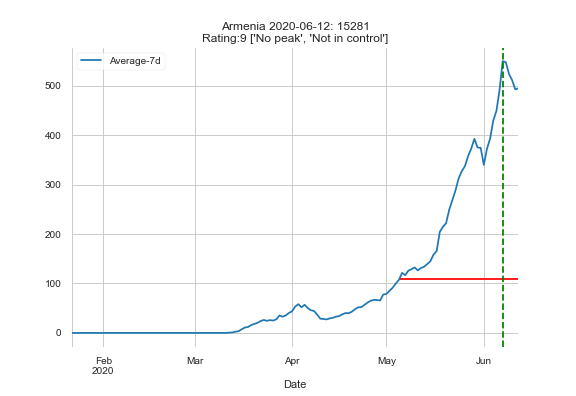 Armenia 2020-06-12: 15281
Rating:9 ['No peak', 'Not in control']
Average-7d
500
400
300
200
100
0
Feb Mar Apr May Jun
2020
Date